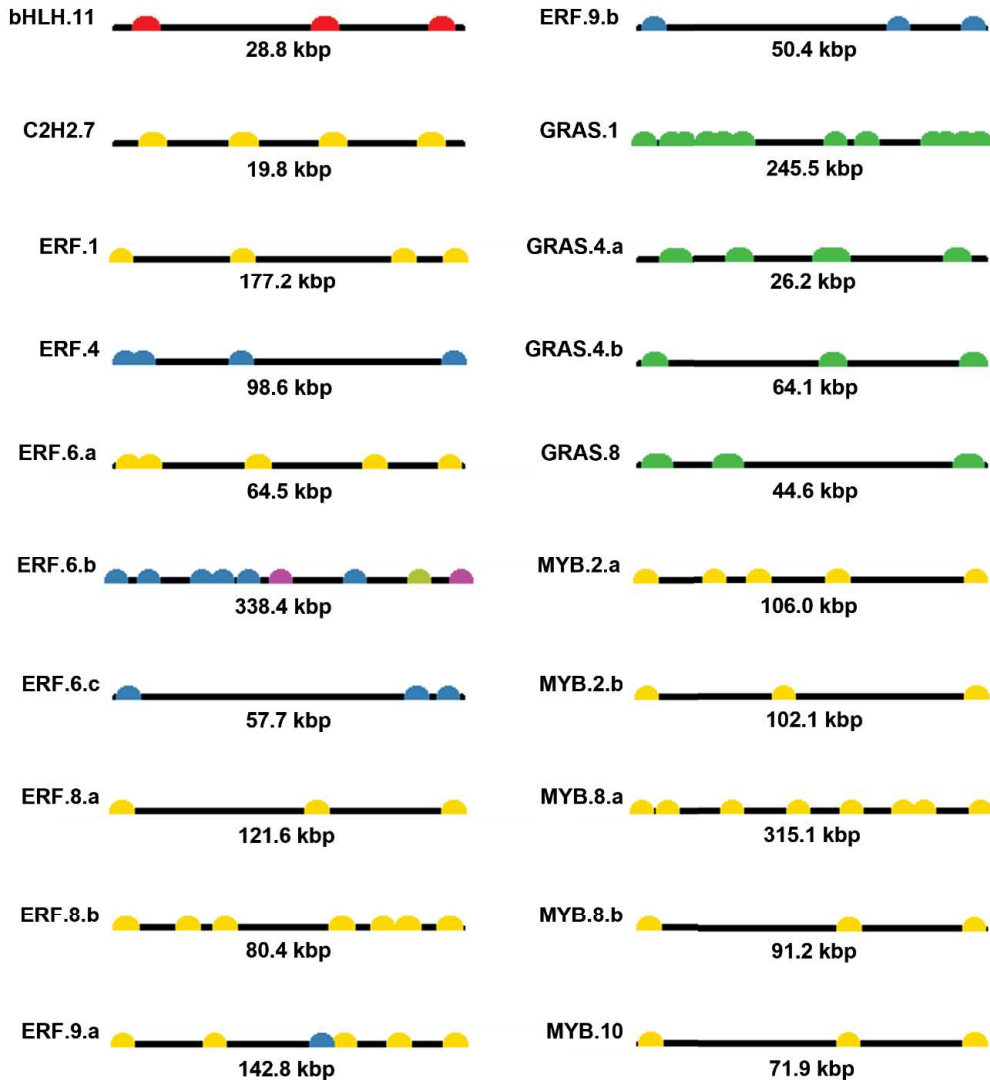 bHLH.11
28.8 kbp
C2H2.7
19.8 kbp
ERF.1
177.2 kbp
ERF.4
98.6 kbp
ERF.6.a
64.5 kbp
ERF.6.b
338.4 kbp
ERF.6.c
57.7 kbp
ERF.8.a
121.6 kbp
ERF.8.b
80.4 kbp
ERF.9.a
142.8 kbp
ERF.9.b
50.4 kbp
GRAS.1
245.5 kbp
GRAS.4.a
26.2 kbp
GRAS.4.b
64.1 kbp
GRAS.8
44.6 kbp
MYB.2.a
106.0 kbp
MYB.2.b
102.1 kbp
MYB.8.a
315.1 kbp
MYB.8.b
91.2 kbp
MYB.10
71.9 kbp